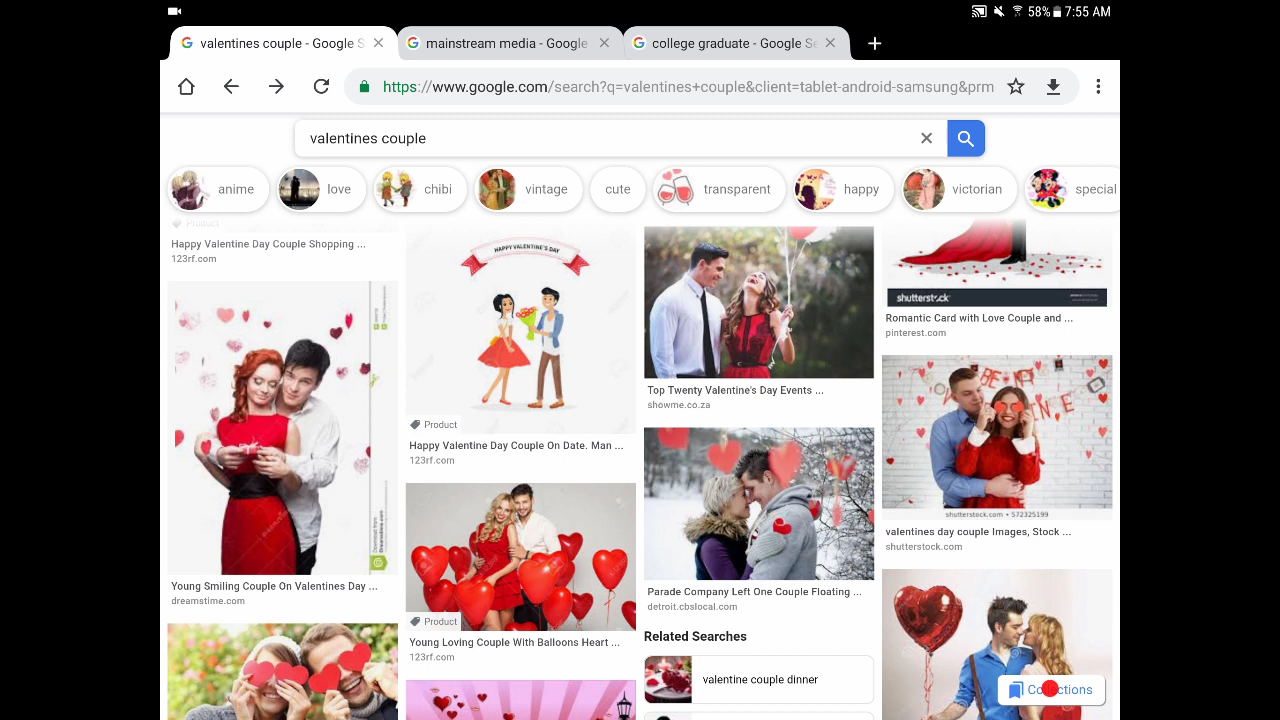 58% 7:55 AM
valentines couple - Google S
mainstream media - Google
college graduate - Google Se
https://www.google.com/search?q=valentines+couple&client=tablet-android-samsung&prm
valentines couple
anime
love
chibi
vintage
cute
transparent
happy
victorian
special
Product
Happy Valentine Day Couple Shopping ...
123rf.com
Young Smiling Couple On Valentines Day ...
dreamstime.com
HAPPY VALENTINE'S DAY
Product
Happy Valentine Day Couple On Date. Man ...
123rf.com
Product
Young Loving Couple With Balloons Heart ...
123rf.com
Top Twenty Valentine's Day Events ...
showme.co.za
Parade Company Left One Couple Floating ...
detroit.cbslocal.com
Related Searches
valentine couple dinner
shutterstock
Romantic Card with Love Couple and ...
pinterest.com
shutterstock.com • 572325199
valentines day couple Images, Stock ...
shutterstock.com